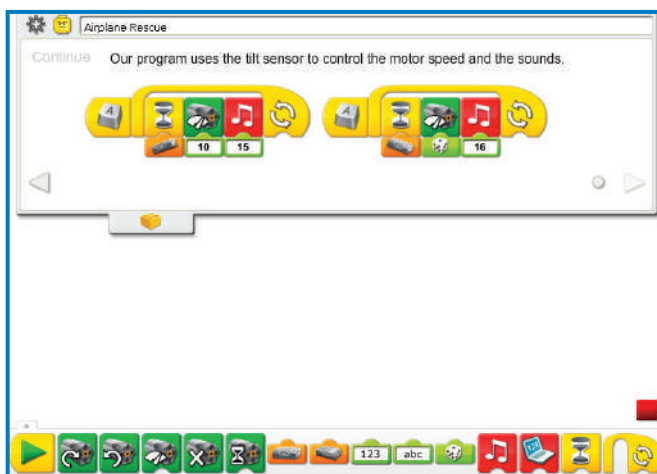 Airplane Rescue
Continue
Our program uses the tilt sensor to control the motor speed and the sounds.
A
10
15
A
16
123
abc